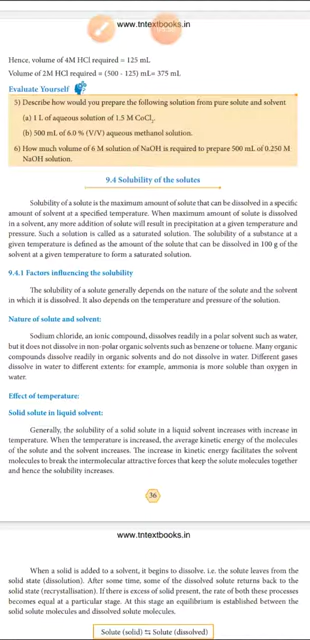 www.tntextbooks.in
Hence, volume of 4M HCl required = 125 mL
Volume of 2M HCl required = (500 - 125) mL= 375 mL
Evaluate Yourself
5) Describe how would you prepare the following solution from pure solute and solvent
(a) 1 L of aqueous solution of 1.5 M CoCl₂.
(b) 500 mL of 6.0 % (V/V) aqueous methanol solution.
6) How much volume of 6 M solution of NaOH is required to prepare 500 mL of 0.250 M
NaOH solution.
9.4 Solubility of the solutes
Solubility of a solute is the maximum amount of solute that can be dissolved in a specific
amount of solvent at a specified temperature. When maximum amount of solute is dissolved
in a solvent, any more addition of solute will result in precipitation at a given temperature and
pressure. Such a solution is called as a saturated solution. The solubility of a substance at a
given temperature is defined as the amount of the solute that can be dissolved in 100 g of the
solvent at a given temperature to form a saturated solution.
9.4.1 Factors influencing the solubility
The solubility of a solute generally depends on the nature of the solute and the solvent
in which it is dissolved. It also depends on the temperature and pressure of the solution.
Nature of solute and solvent:
Sodium chloride, an ionic compound, dissolves readily in a polar solvent such as water,
but it does not dissolve in non-polar organic solvents such as benzene or toluene. Many organic
compounds dissolve readily in organic solvents and do not dissolve in water. Different gases
dissolve in water to different extents: for example, ammonia is more soluble than oxygen in
water.
Effect of temperature:
Solid solute in liquid solvent:
Generally, the solubility of a solid solute in a liquid solvent increases with increase in
temperature. When the temperature is increased, the average kinetic energy of the molecules
of the solute and the solvent increases. The increase in kinetic energy facilitates the solvent
molecules to break the intermolecular attractive forces that keep the solute molecules together
and hence the solubility increases.
36
www.tntextbooks.in
When a solid is added to a solvent, it begins to dissolve. i.e. the solute leaves from the
solid state (dissolution). After some time, some of the dissolved solute returns back to the
solid state (recrystallisation). If there is excess of solid present, the rate of both these processes
becomes equal at a particular stage. At this stage an equilibrium is established between the
solid solute molecules and dissolved solute molecules.
Solute (solid) ⇆ Solute (dissolved)